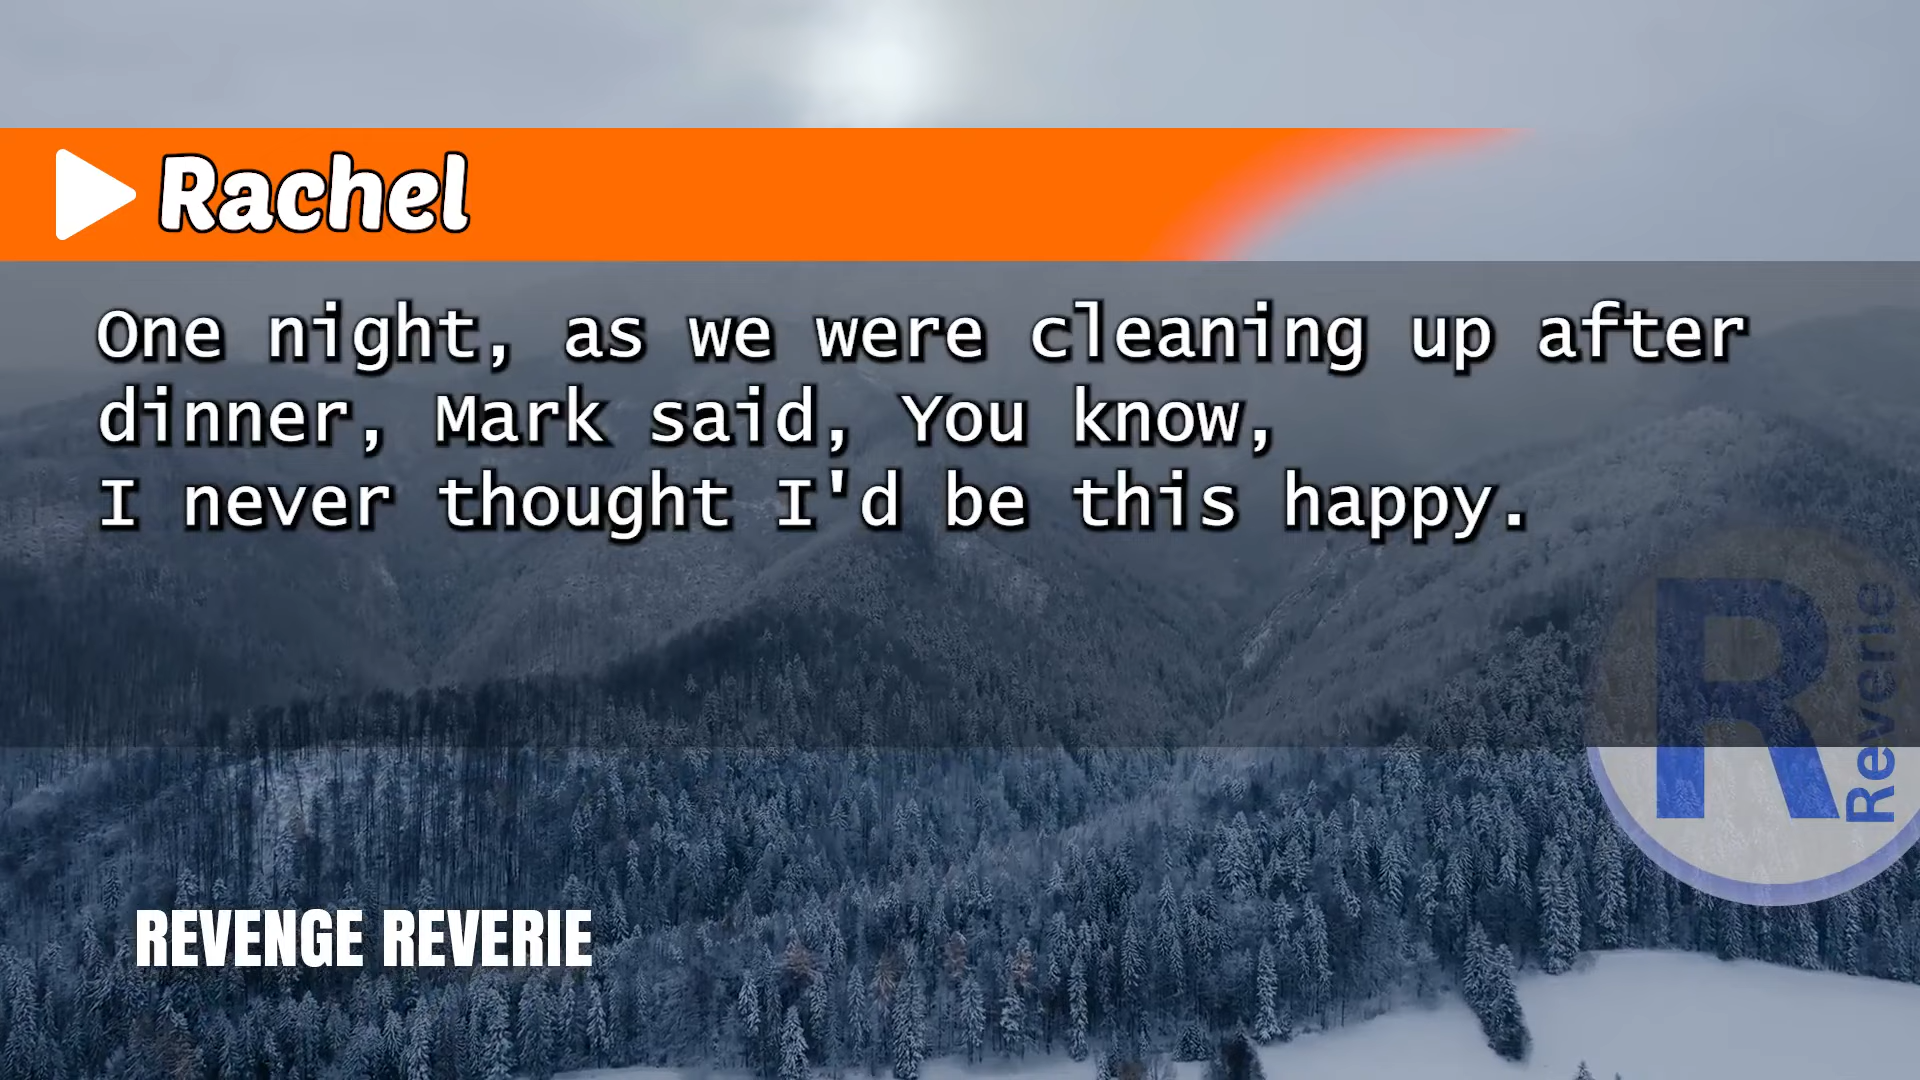 Rachel
One night, as we were cleaning up after
dinner, Mark said, You know,
I never thought I'd be this happy.
R
Reverie
REVENGE REVERIE